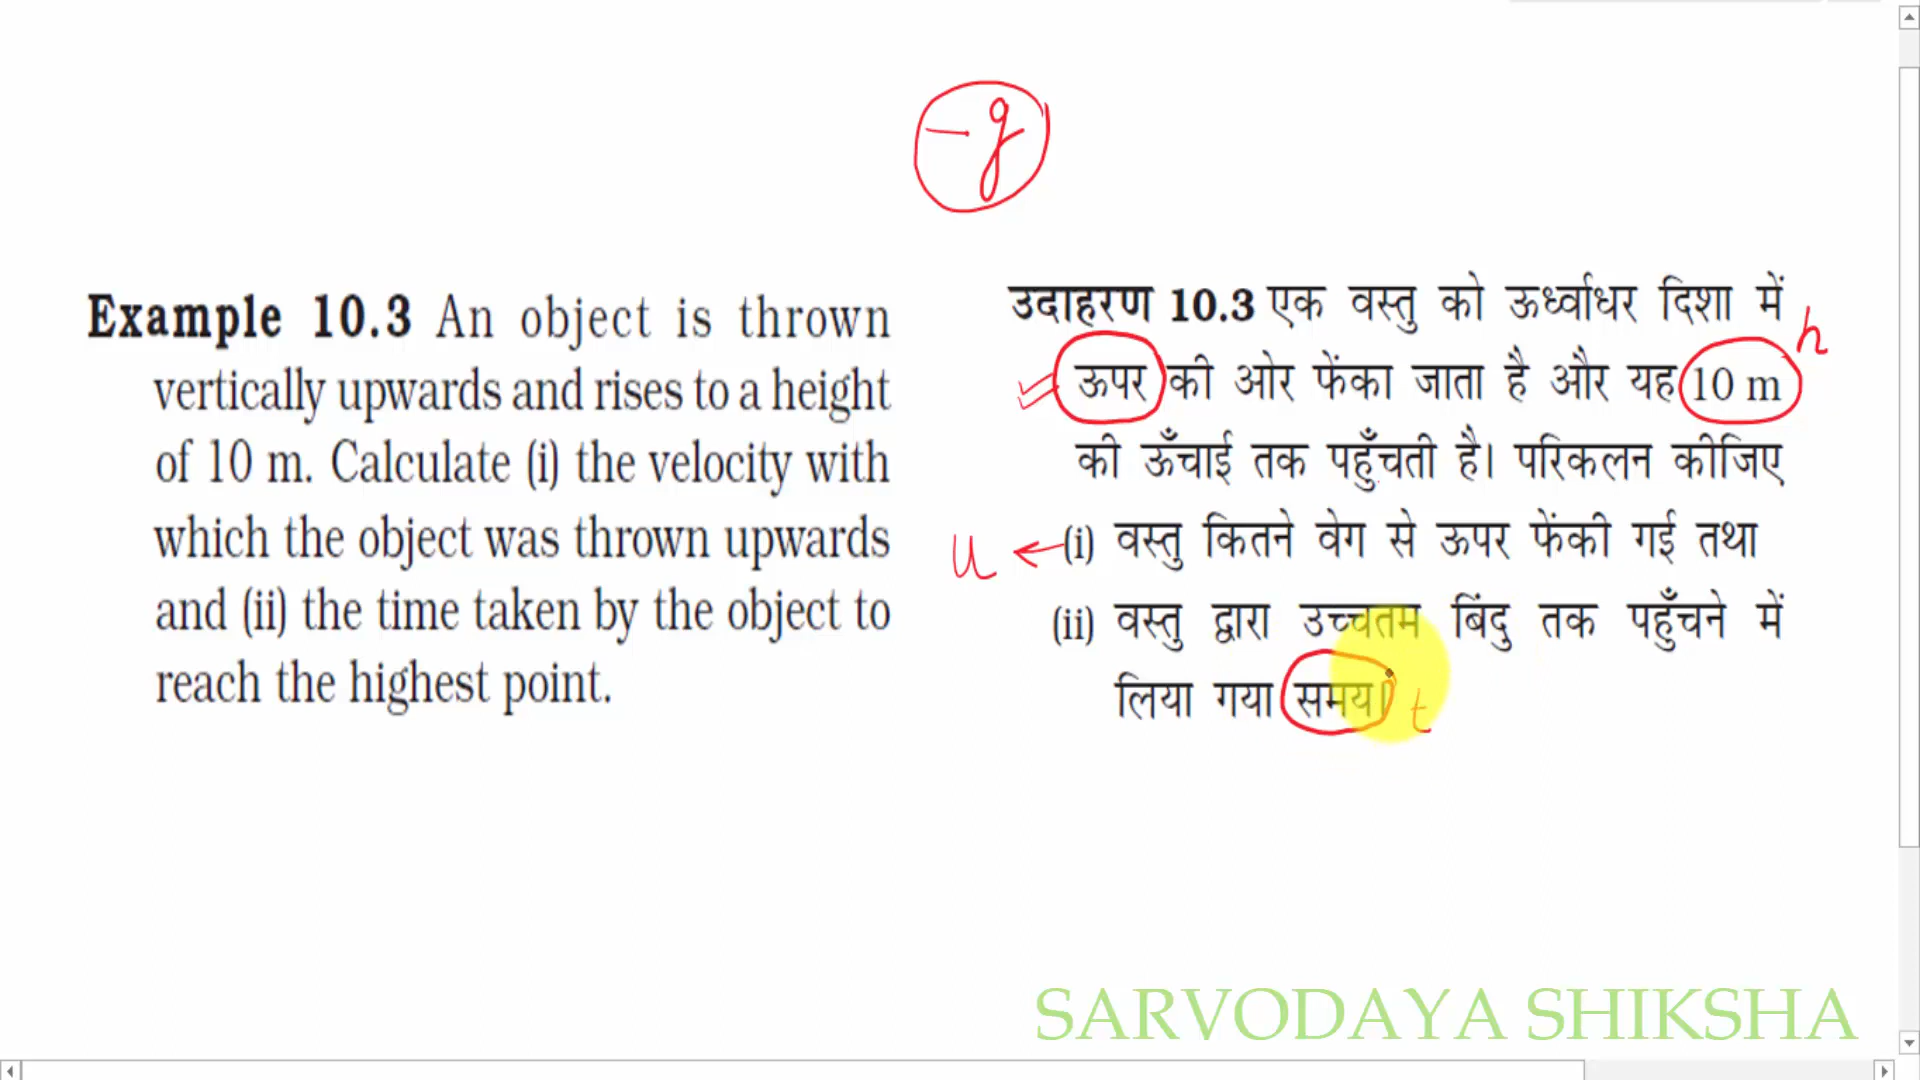 -g
Example 10.3 An object is thrown
vertically upwards and rises to a height
of 10 m. Calculate (i) the velocity with
which the object was thrown upwards
and (ii) the time taken by the object to
reach the highest point.
उदाहरण 10.3 एक वस्तु को ऊर्ध्वाधर दिशा में
h
ऊपर की ओर फेंका जाता है और यह 10 m
की ऊँचाई तक पहुँचती है। परिकलन कीजिए
u ← (i) वस्तु कितने वेग से ऊपर फेंकी गई तथा
(ii) वस्तु द्वारा उच्चतम बिंदु तक पहुँचने में
लिया गया समय। t
SARVODAYA SHIKSHA